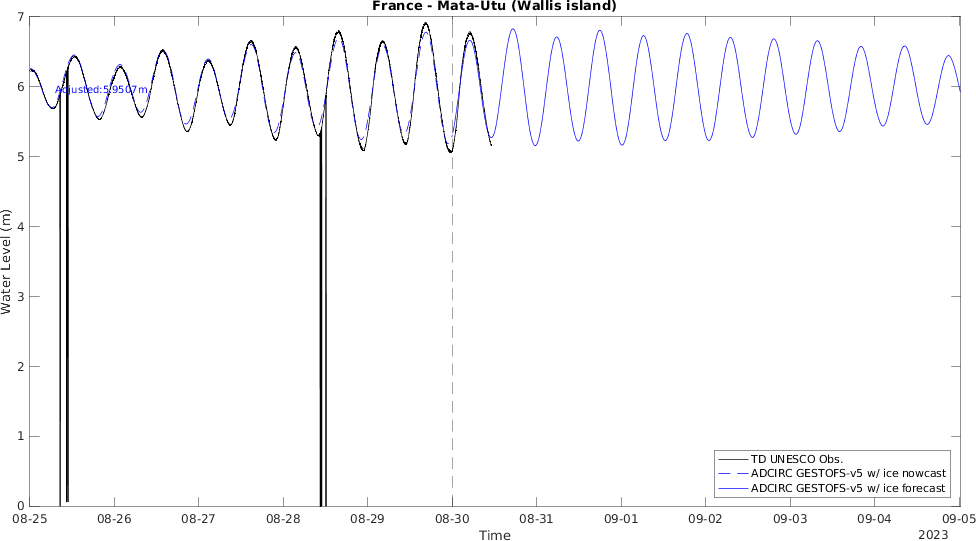 France - Mata-Utu (Wallis island)
7
6
5
4
3
2
1
0
Water Level (m)
Adjusted:5.9507m
TD UNESCO Obs.
ADCIRC GESTOFS-v5 w/ ice nowcast
ADCIRC GESTOFS-v5 w/ ice forecast
08-25 08-26 08-27 08-28 08-29 08-30 08-31 09-01 09-02 09-03 09-04 09-05
Time
2023